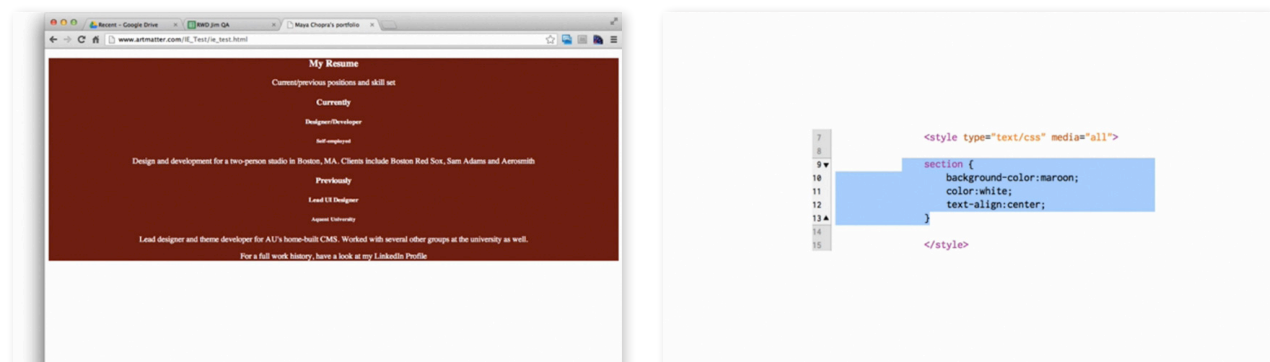 Recent - Google Drive
RWD Jim QA
Maya Chopra's portfolio
www.artmatter.com/IE_Test/ie_test.html
My Resume
Current/previous positions and skill set
Currently
Designer/Developer
Self-employed
Design and development for a two-person studio in Boston, MA. Clients include Boston Red Sox, Sam Adams and Aerosmith
Previously
Lead UI Designer
Aquent University
Lead designer and theme developer for AU's home-built CMS. Worked with several other groups at the university as well.
For a full work history, have a look at my LinkedIn Profile
7 <style type="text/css" media="all">
8
9 section {
10 background-color:maroon;
11 color:white;
12 text-align:center;
13 }
14
15 </style>